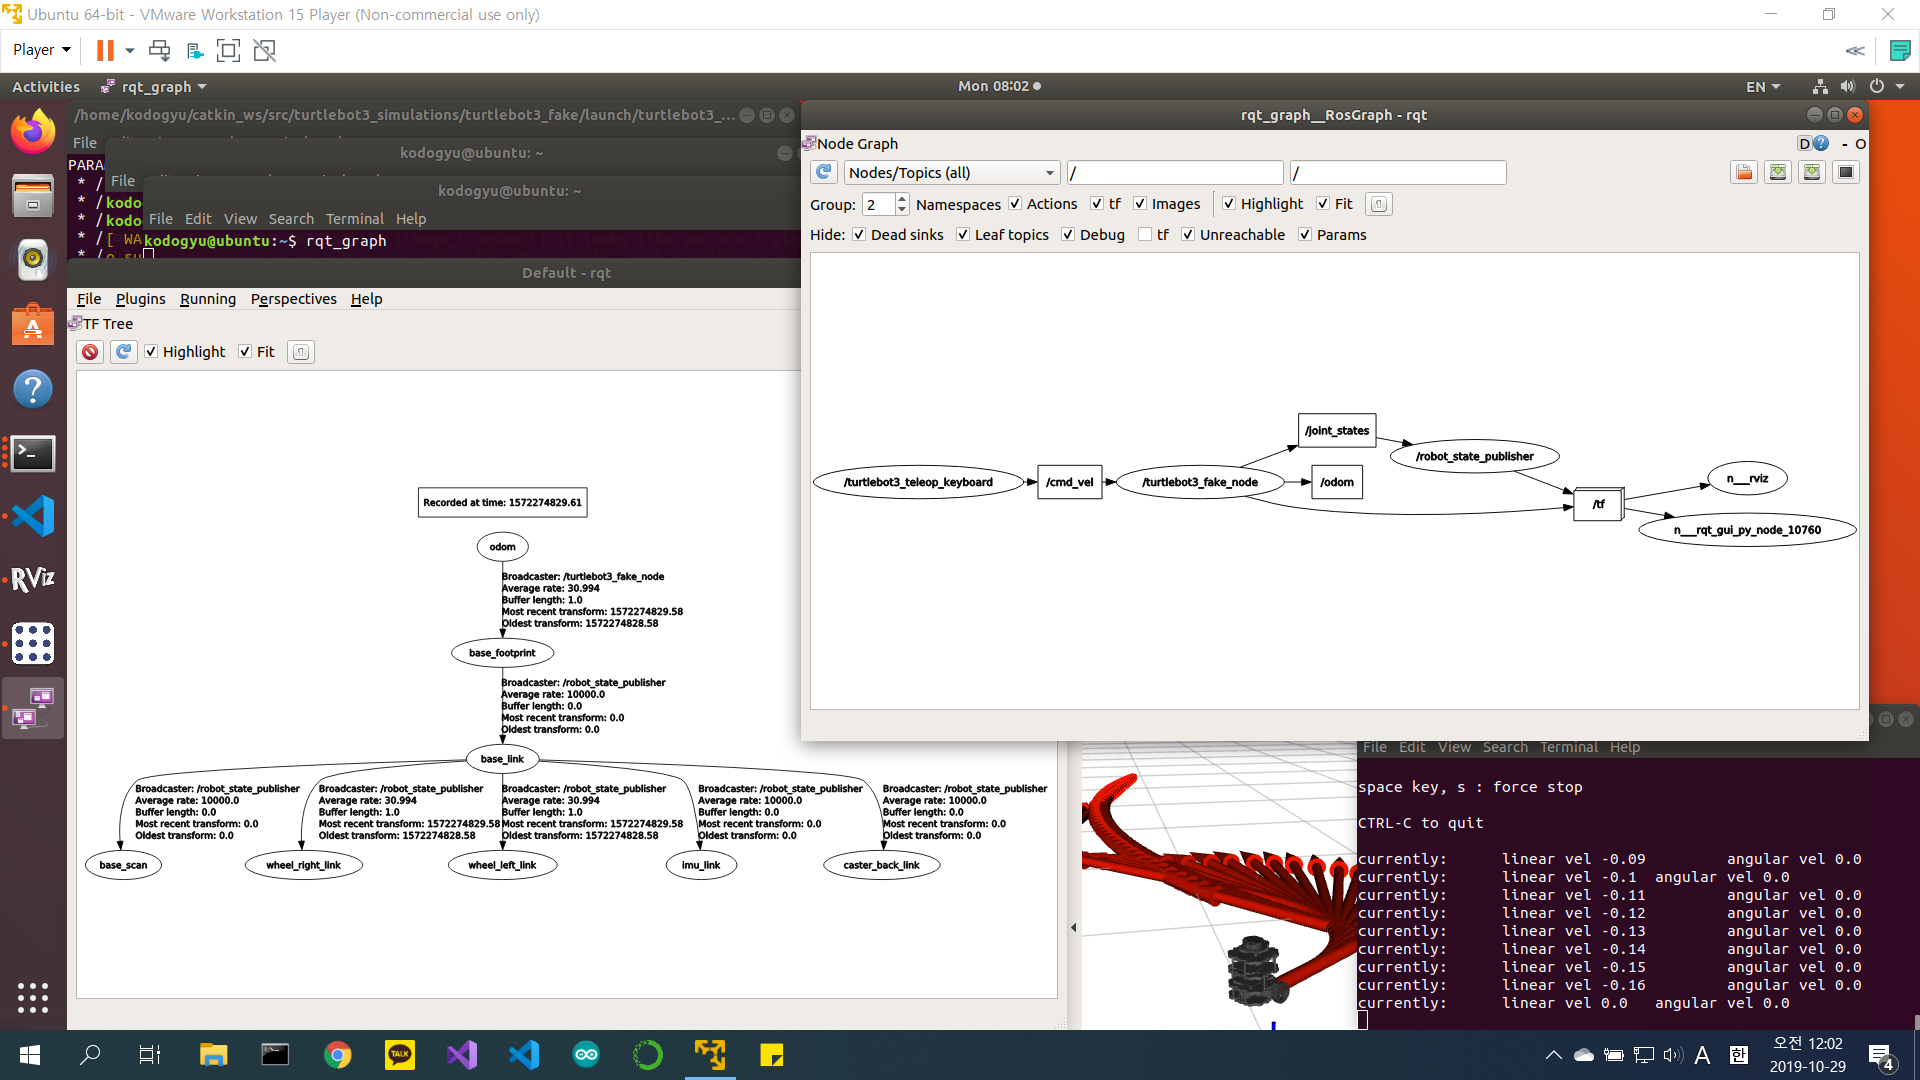 Ubuntu 64-bit - VMware Workstation 15 Player (Non-commercial use only)
Player
Activities
rqt_graph
Mon 08:02
EN
/home/kodogyu/catkin_ws/src/turtlebot3_simulations/turtlebot3_fake/launch/turtlebot3_...
File
PARA
* /
* /
* /
* /
* /
kodogyu@ubuntu: ~
File
kodo
kodo
[ WA
kodogyu@ubuntu: ~
File Edit View Search Terminal Help
kodogyu@ubuntu:~$ rqt_graph
Default - rqt
File Plugins Running Perspectives Help
TF Tree
Highlight
Fit
Recorded at time: 1572274829.61
odom
Broadcaster: /turtlebot3_fake_node
Average rate: 30.994
Buffer length: 1.0
Most recent transform: 1572274829.58
Oldest transform: 1572274828.58
base_footprint
Broadcaster: /robot_state_publisher
Average rate: 10000.0
Buffer length: 0.0
Most recent transform: 0.0
Oldest transform: 0.0
base_link
Broadcaster: /robot_state_publisher
Average rate: 10000.0
Buffer length: 0.0
Most recent transform: 0.0
Oldest transform: 0.0
Broadcaster: /robot_state_publisher
Average rate: 30.994
Buffer length: 1.0
Most recent transform: 1572274829.58
Oldest transform: 1572274828.58
Broadcaster: /robot_state_publisher
Average rate: 30.994
Buffer length: 1.0
Most recent transform: 1572274829.58
Oldest transform: 1572274828.58
Broadcaster: /robot_state_publisher
Average rate: 10000.0
Buffer length: 0.0
Most recent transform: 0.0
Oldest transform: 0.0
Broadcaster: /robot_state_publisher
Average rate: 10000.0
Buffer length: 0.0
Most recent transform: 0.0
Oldest transform: 0.0
base_scan
wheel_right_link
wheel_left_link
imu_link
caster_back_link
rqt_graph__RosGraph - rqt
Node Graph
D - O
Nodes/Topics (all)
/
/
Group: 2 Namespaces Actions tf Images Highlight Fit
Hide: Dead sinks Leaf topics Debug tf Unreachable Params
/turtlebot3_teleop_keyboard
/cmd_vel
/turtlebot3_fake_node
/joint_states
/odom
/robot_state_publisher
/tf
n___rviz
n___rqt_gui_py_node_10760
File Edit View Search Terminal Help
space key, s : force stop
CTRL-C to quit
currently: linear vel -0.09 angular vel 0.0
currently: linear vel -0.1 angular vel 0.0
currently: linear vel -0.11 angular vel 0.0
currently: linear vel -0.12 angular vel 0.0
currently: linear vel -0.13 angular vel 0.0
currently: linear vel -0.14 angular vel 0.0
currently: linear vel -0.15 angular vel 0.0
currently: linear vel -0.16 angular vel 0.0
currently: linear vel 0.0 angular vel 0.0
RViz
TALK
A
한
오전 12:02
2019-10-29
4